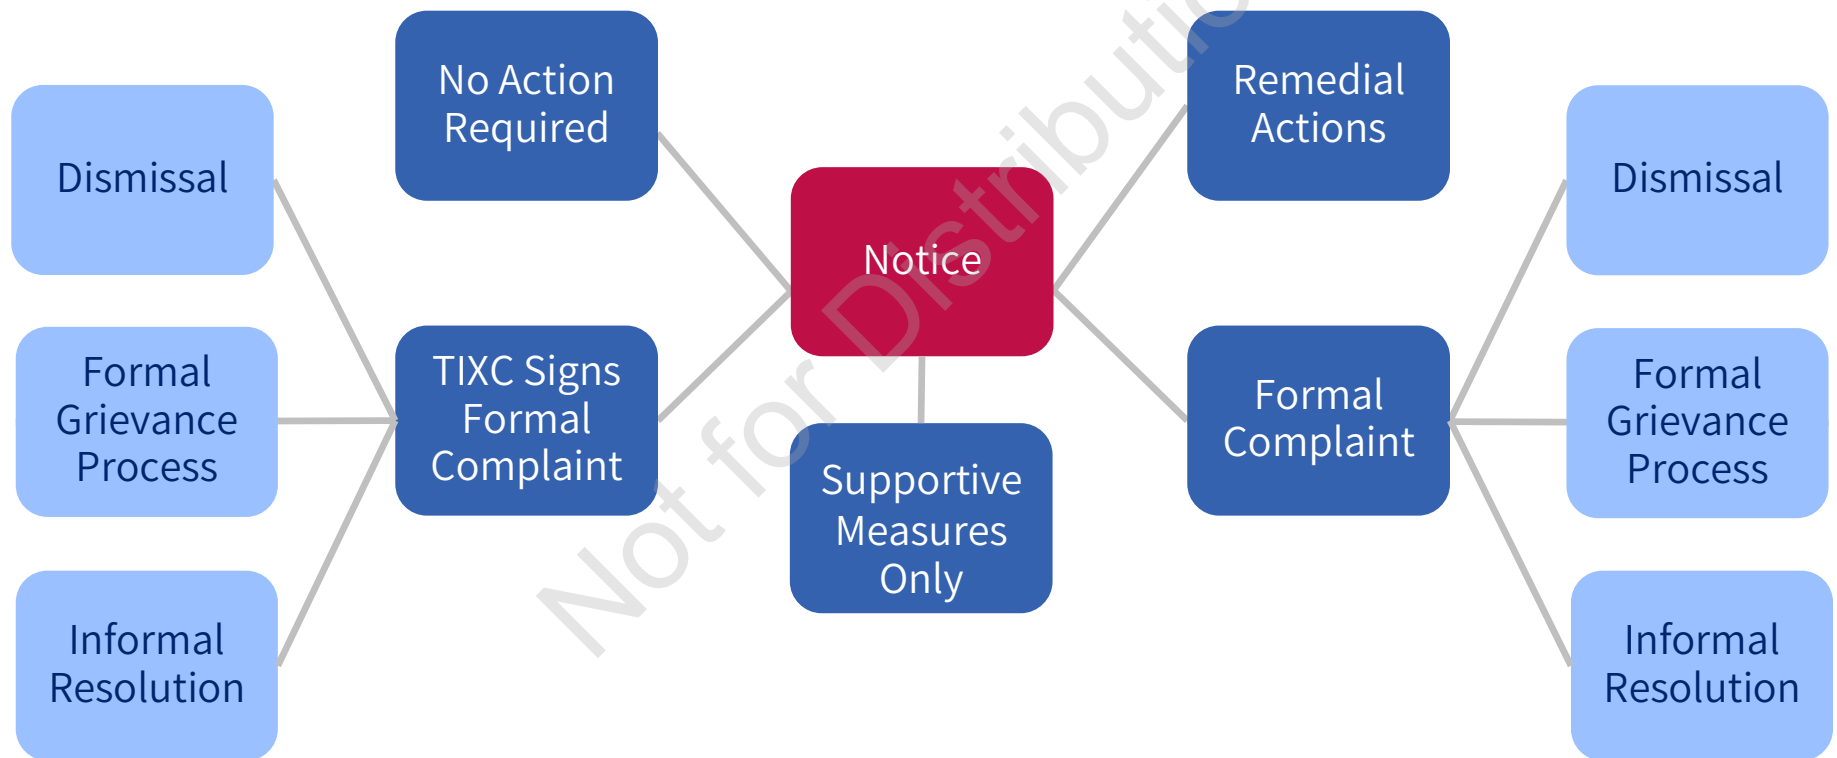 No Action
Required
Remedial
Actions
Dismissal
Dismissal
Notice
Formal
Grievance
Process
TIXC Signs
Formal
Complaint
Formal
Complaint
Formal
Grievance
Process
Supportive
Measures
Only
Informal
Resolution
Informal
Resolution
Not for Distributio